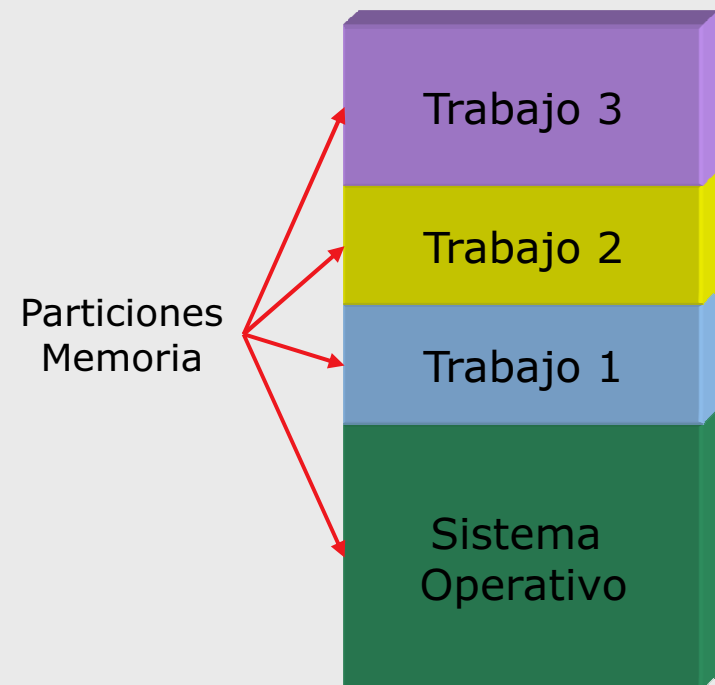 Trabajo 3
Trabajo 2
Particiones
Memoria
Trabajo 1
Sistema
Operativo